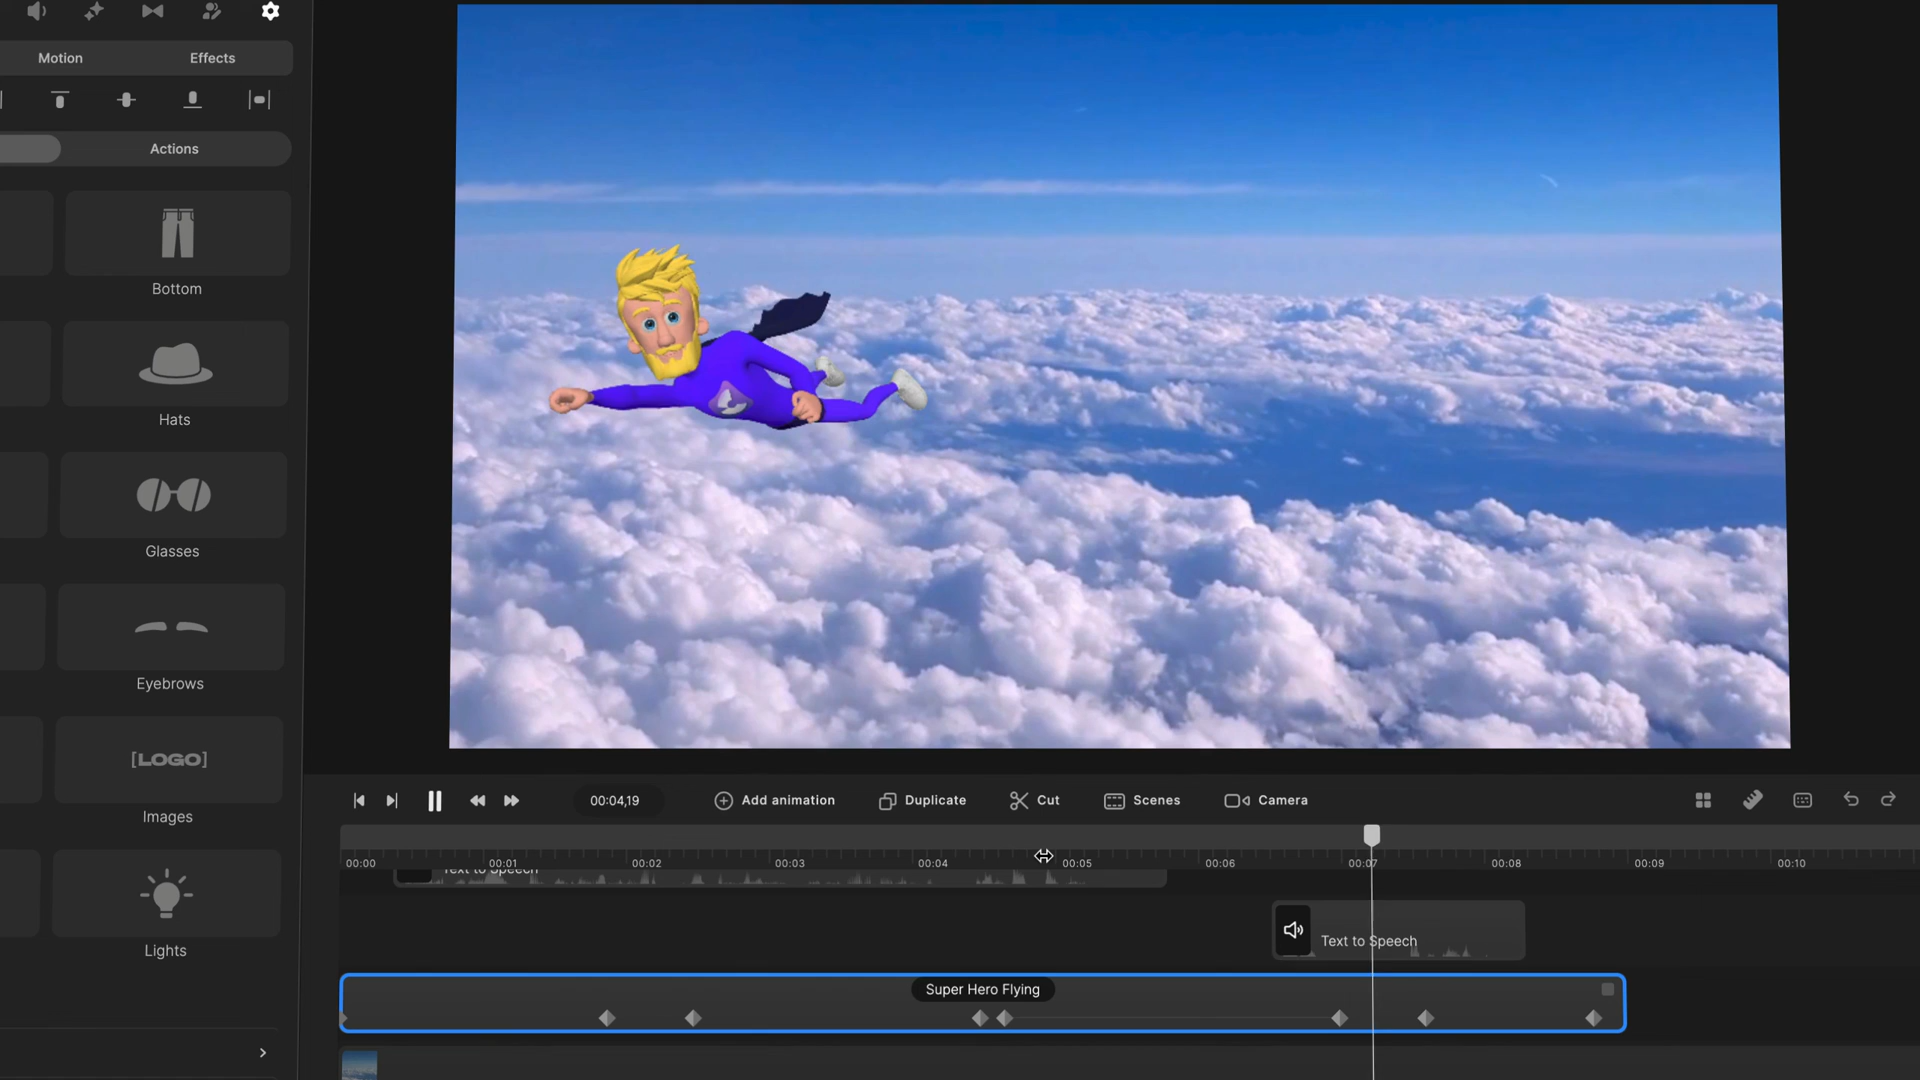 Motion
Effects
Actions
Bottom
Hats
Glasses
Eyebrows
[LOGO]
Images
Lights
00:04,19
Add animation
Duplicate
Cut
Scenes
Camera
00:00
00:01
00:02
00:03
00:04
00:05
00:06
00:07
00:08
00:09
00:10
Text to Speech
Text to Speech
Super Hero Flying